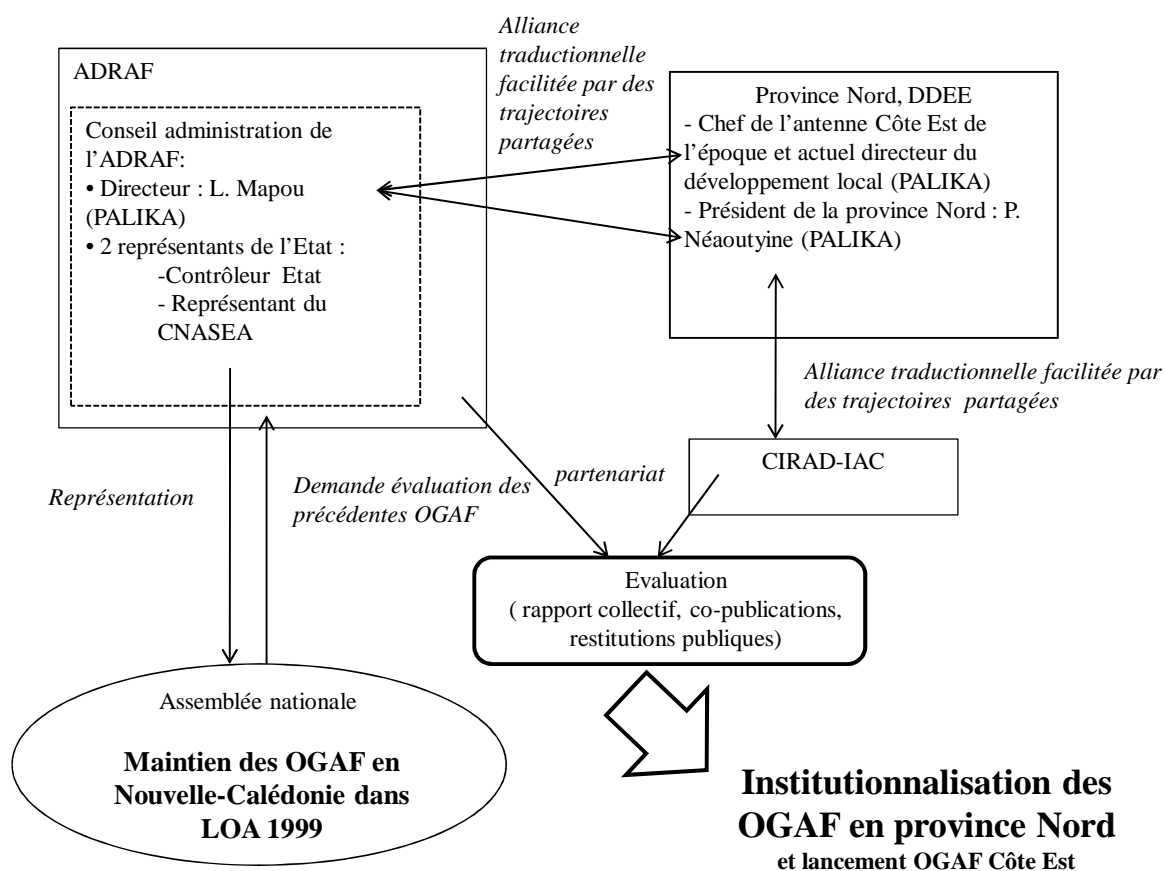 Alliance
traductionnelle
facilitée par des
trajectoires
partagées
ADRAF
Conseil administration de
l'ADRAF:
• Directeur : L. Mapou
(PALIKA)
• 2 représentants de l'Etat :
-Contrôleur Etat
- Représentant du
CNASEA
Province Nord, DDEE
- Chef de l'antenne Côte Est de
l'époque et actuel directeur du
développement local (PALIKA)
- Président de la province Nord : P.
Néaoutyine (PALIKA)
Alliance traductionnelle facilitée par
des trajectoires partagées
CIRAD-IAC
Représentation
Demande évaluation des
précédentes OGAF
partenariat
Evaluation
( rapport collectif, co-publications,
restitutions publiques)
Assemblée nationale
Maintien des OGAF en
Nouvelle-Calédonie dans
LOA 1999
Institutionnalisation des
OGAF en province Nord
et lancement OGAF Côte Est